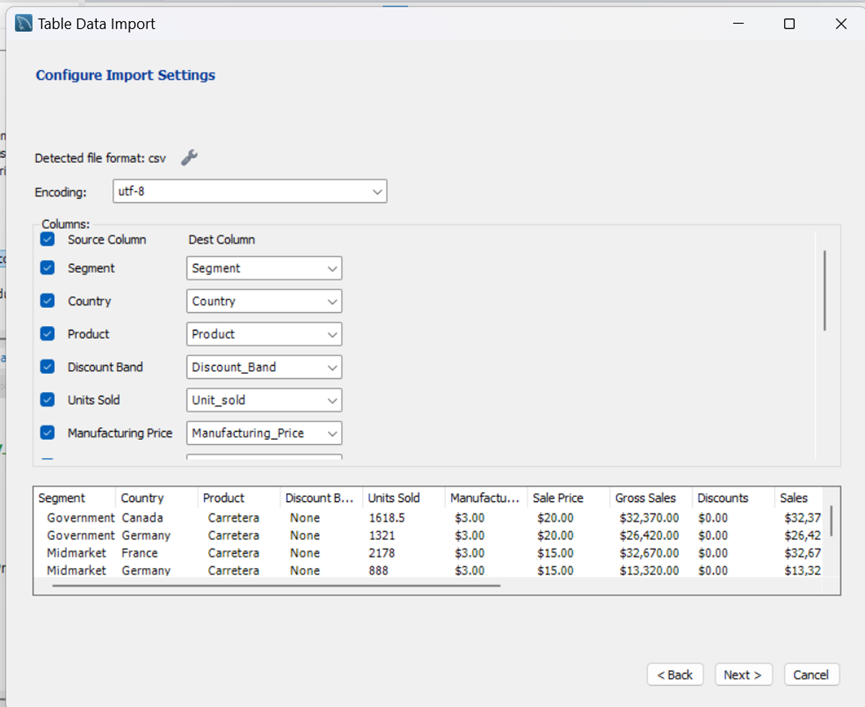 Table Data Import
Configure Import Settings
Detected file format: csv
Encoding: utf-8
Columns:
Source Column Dest Column
Segment Segment
Country Country
Product Product
Discount Band Discount_Band
Units Sold Unit_sold
Manufacturing Price Manufacturing_Price
Segment Country Product Discount B... Units Sold Manufactu... Sale Price Gross Sales Discounts Sales
Government Canada Carretera None 1618.5 $3.00 $20.00 $32,370.00 $0.00 $32,37
Government Germany Carretera None 1321 $3.00 $20.00 $26,420.00 $0.00 $26,42
Midmarket France Carretera None 2178 $3.00 $15.00 $32,670.00 $0.00 $32,67
Midmarket Germany Carretera None 888 $3.00 $15.00 $13,320.00 $0.00 $13,32
< Back Next > Cancel